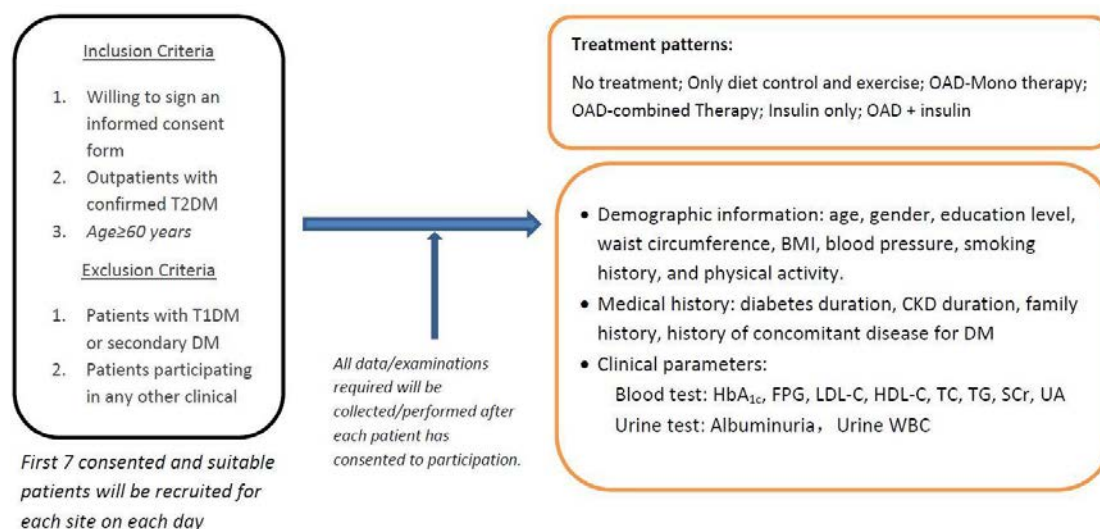 Inclusion Criteria
1. Willing to sign an
informed consent
form
2. Outpatients with
confirmed T2DM
3. Age≥60 years
Exclusion Criteria
1. Patients with T1DM
or secondary DM
2. Patients participating
in any other clinical
First 7 consented and suitable
patients will be recruited for
each site on each day
All data/examinations
required will be
collected/performed after
each patient has
consented to participation.
Treatment patterns:
No treatment; Only diet control and exercise; OAD-Mono therapy;
OAD-combined Therapy; Insulin only; OAD + insulin
• Demographic information: age, gender, education level,
waist circumference, BMI, blood pressure, smoking
history, and physical activity.
• Medical history: diabetes duration, CKD duration, family
history, history of concomitant disease for DM
• Clinical parameters:
Blood test: HbA1c, FPG, LDL-C, HDL-C, TC, TG, SCr, UA
Urine test: Albuminuria，Urine WBC